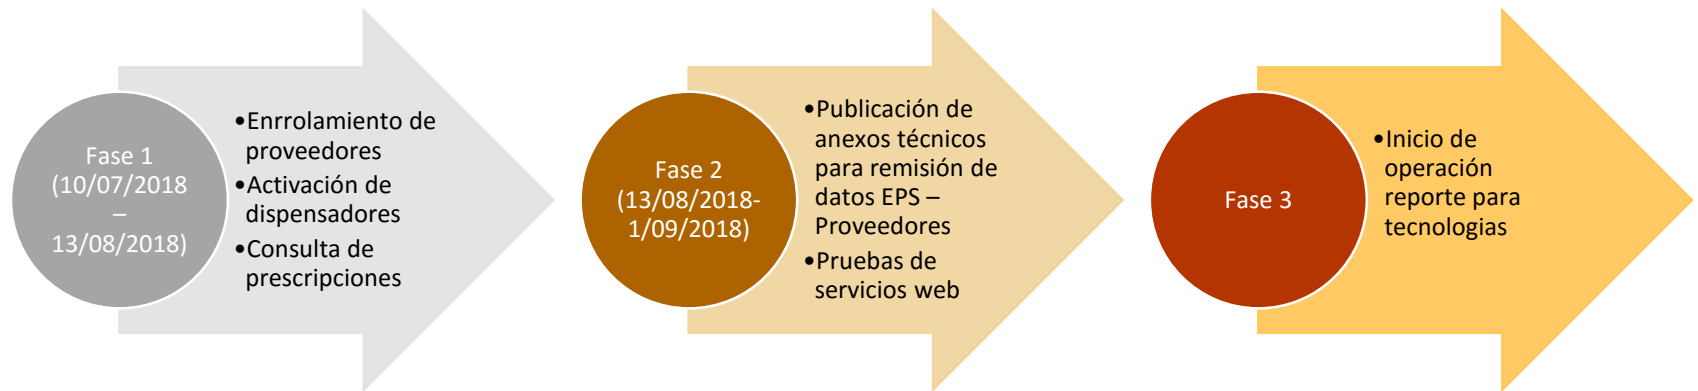 Fase 1
(10/07/2018
–
13/08/2018)
•Enrrolamiento de
proveedores
•Activación de
dispensadores
•Consulta de
prescripciones
Fase 2
(13/08/2018-
1/09/2018)
•Publicación de
anexos técnicos
para remisión de
datos EPS –
Proveedores
•Pruebas de
servicios web
Fase 3
•Inicio de
operación
reporte para
tecnologias